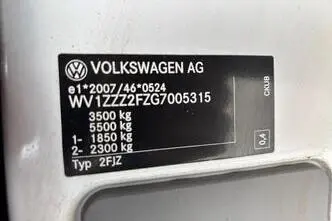 VOLKSWAGEN AG
e1*2007/46*0524
WV1ZZZ2FZG7005315
3500 kg
5500 kg
1- 1850 kg
2- 2300 kg
Typ 2FJZ
CKUB
0,4